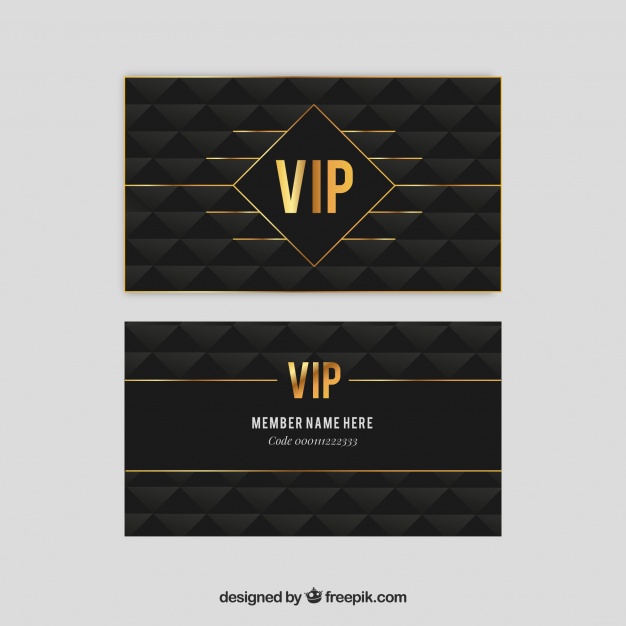 VIP
VIP
MEMBER NAME HERE
Code 000111222333
designed by freepik.com